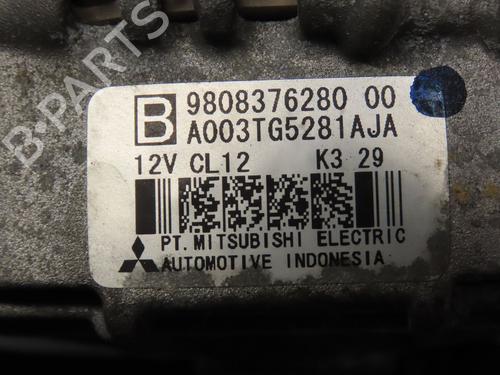 B-PARTS
B 9808376280 00
A003TG5281AJA
12V CL12 K3 29
PT. MITSUBISHI ELECTRIC
AUTOMOTIVE INDONESIA